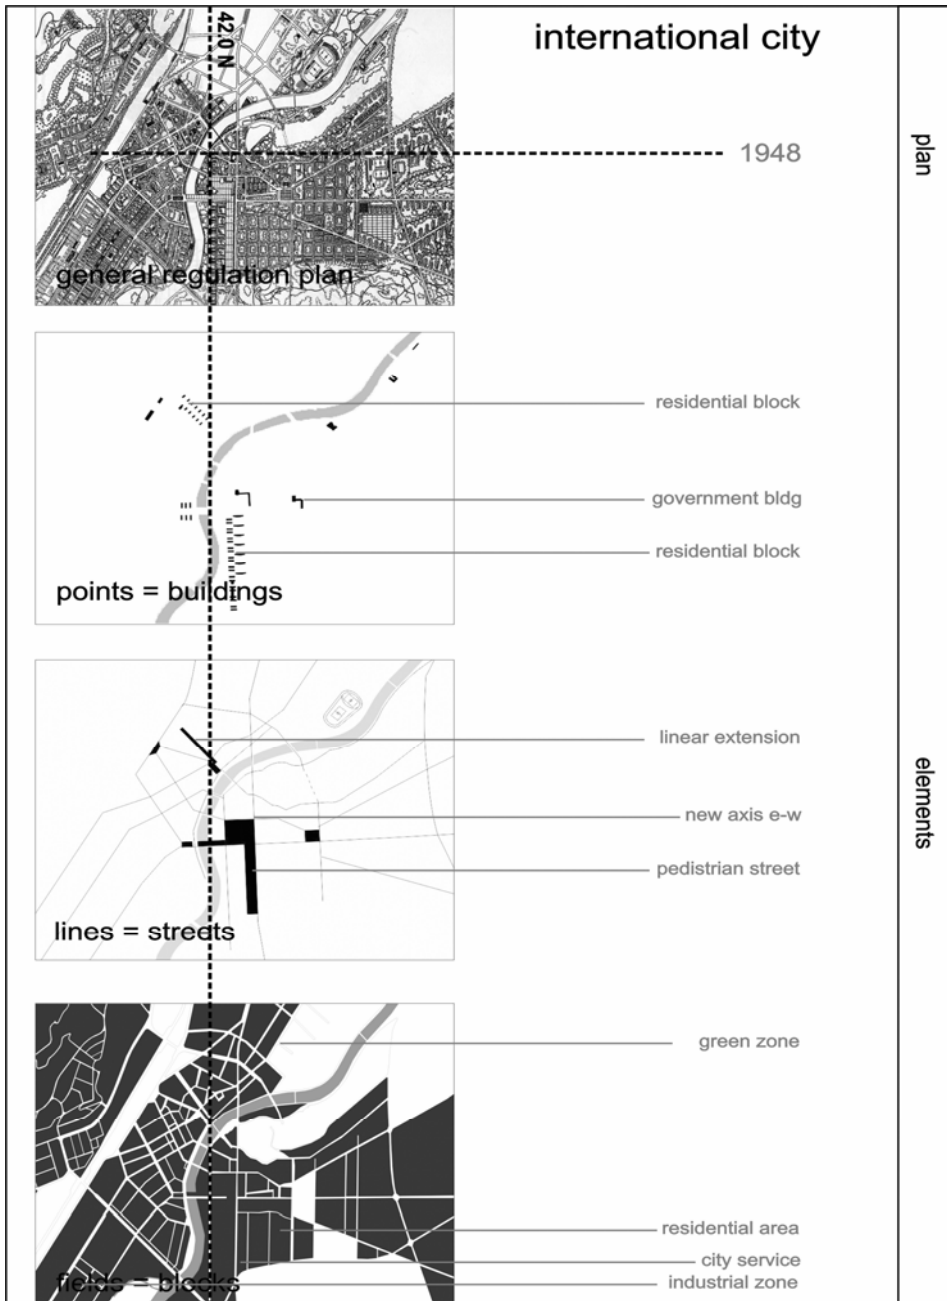 international city
42.0 N
1948
plan
general regulation plan
residential block
government bldg
residential block
points = buildings
elements
linear extension
new axis e-w
pedistrian street
lines = streets
green zone
residential area
city service
industrial zone
fields = blocks